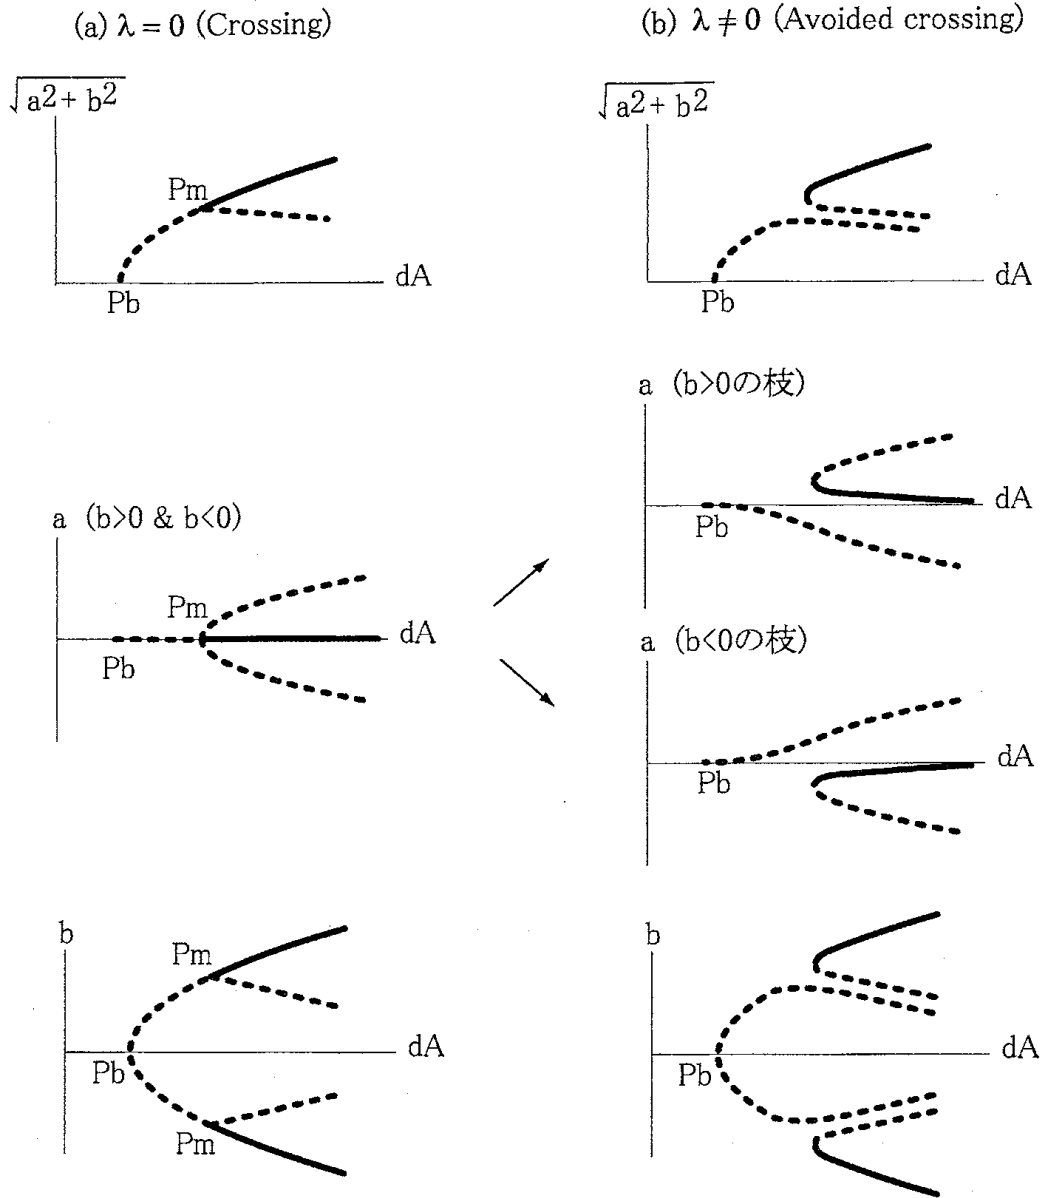 (a) λ = 0 (Crossing)
(b) λ ≠ 0 (Avoided crossing)
√a2 + b2
Pm
Pb
dA
√a2 + b2
Pb
dA
a (b>0の枝)
Pb
dA
a (b>0 & b<0)
Pm
Pb
dA
a (b<0の枝)
Pb
dA
b
Pm
Pb
dA
Pm
b
Pb
dA